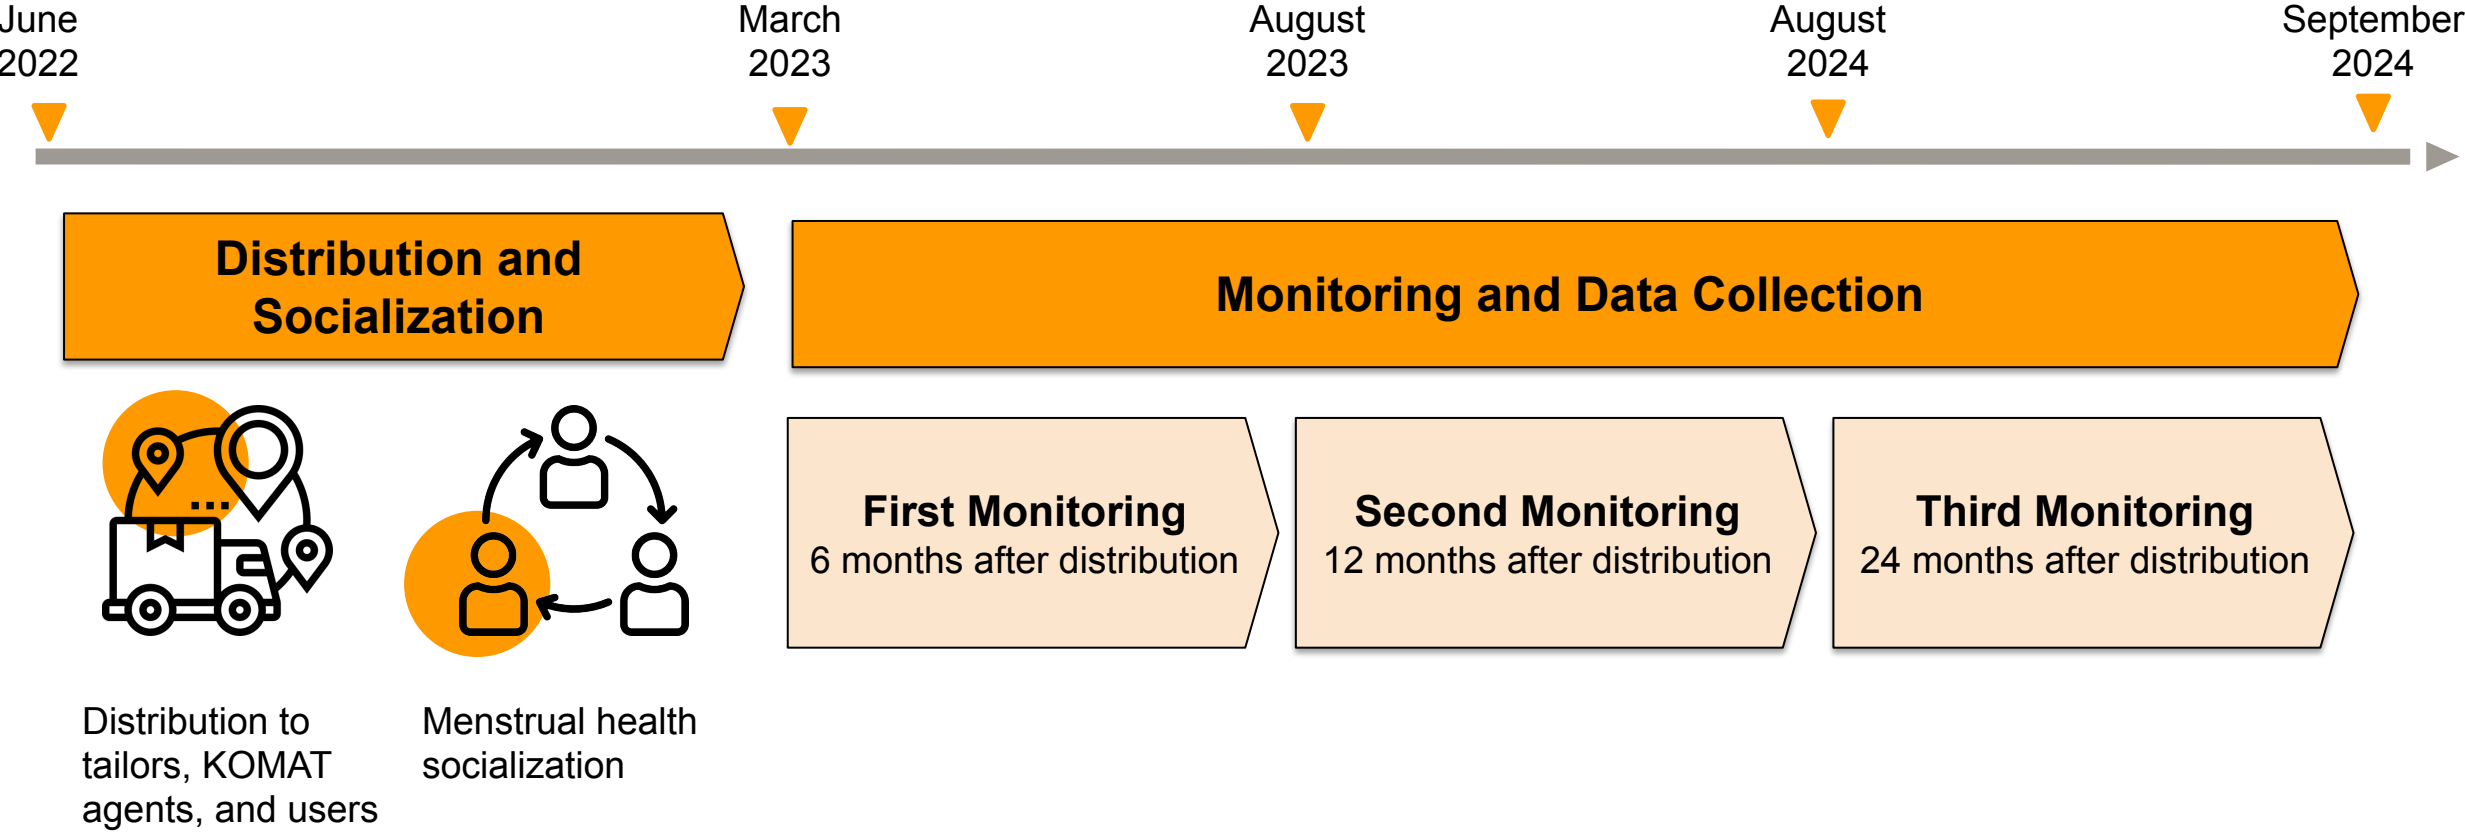 June
2022
March
2023
August
2023
August
2024
September
2024
Distribution and
Socialization
Monitoring and Data Collection
First Monitoring
6 months after distribution
Second Monitoring
12 months after distribution
Third Monitoring
24 months after distribution
Distribution to
tailors, KOMAT
agents, and users
Menstrual health
socialization